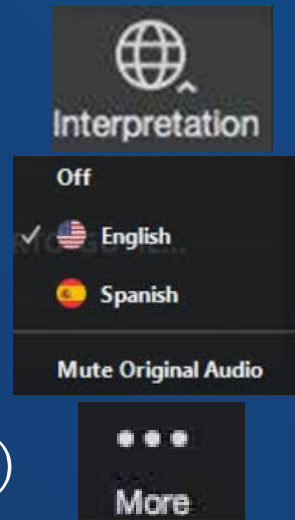 Interpretation
Off
English
Spanish
Mute Original Audio
More